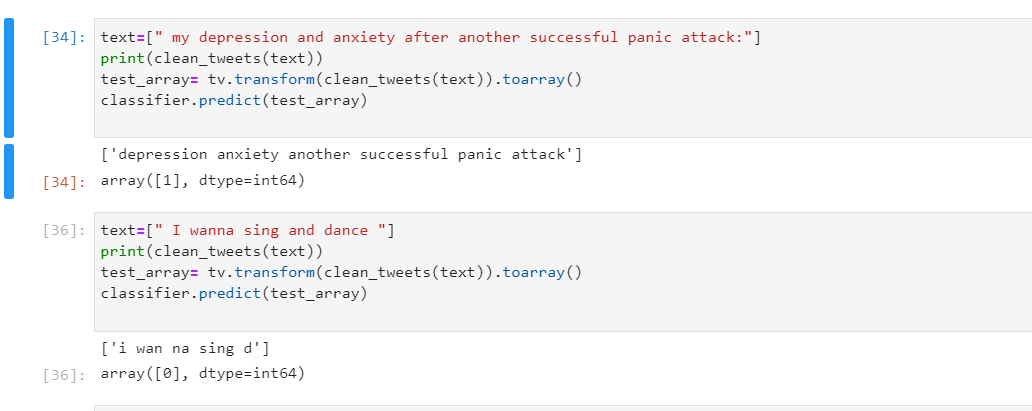 [34]: text=[" my depression and anxiety after another successful panic attack:"]
print(clean_tweets(text))
test_array= tv.transform(clean_tweets(text)).toarray()
classifier.predict(test_array)
['depression anxiety another successful panic attack']
[34]: array([1], dtype=int64)
[36]: text=[" I wanna sing and dance "]
print(clean_tweets(text))
test_array= tv.transform(clean_tweets(text)).toarray()
classifier.predict(test_array)
['i wan na sing d']
[36]: array([0], dtype=int64)